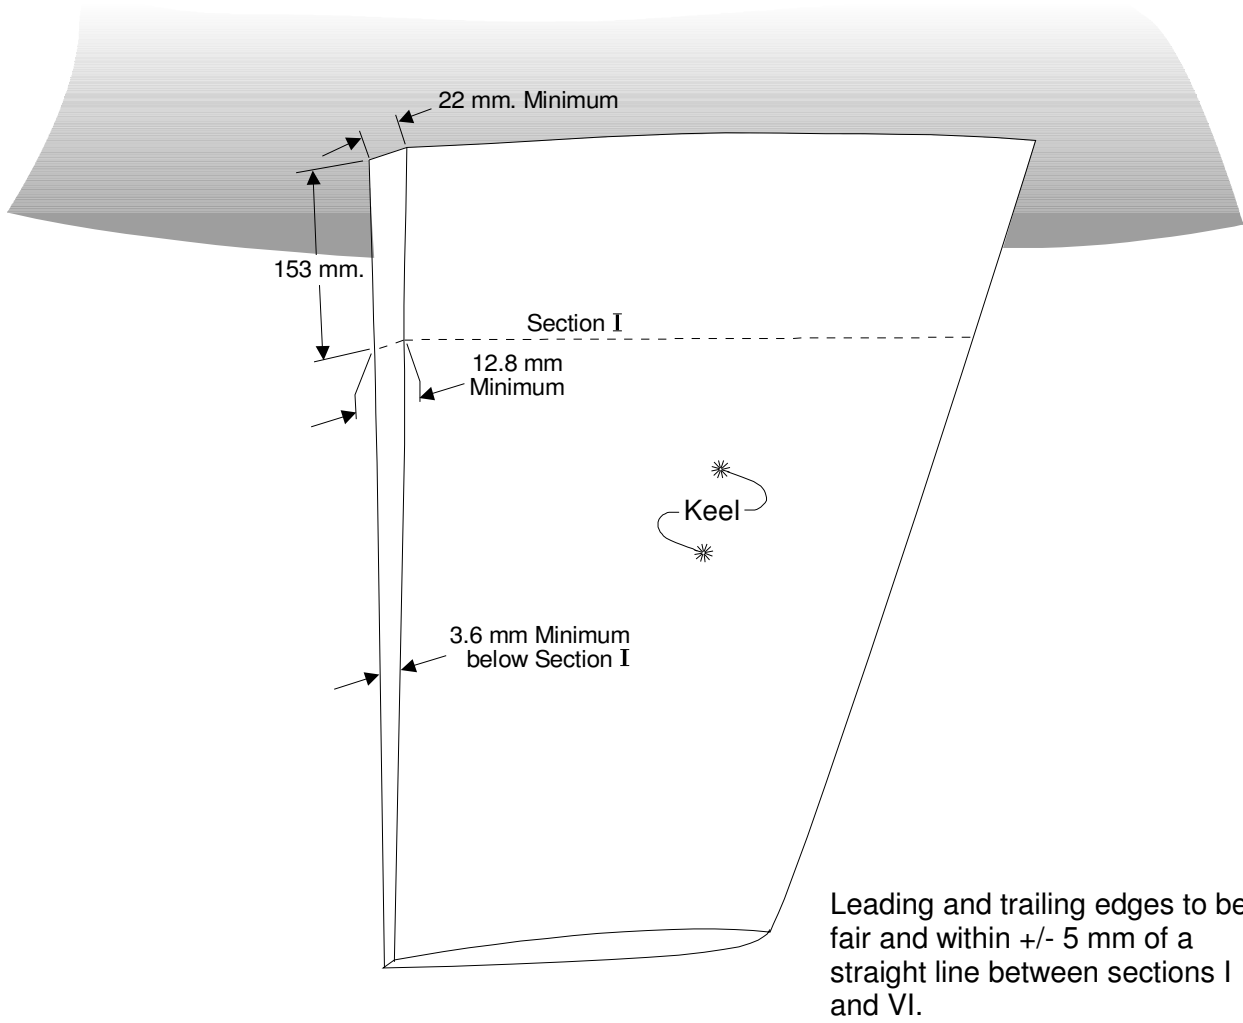 22 mm. Minimum
153 mm.
Section I
12.8 mm
Minimum
Keel
3.6 mm Minimum
below Section I
Leading and trailing edges to be
fair and within +/- 5 mm of a
straight line between sections I
and VI.